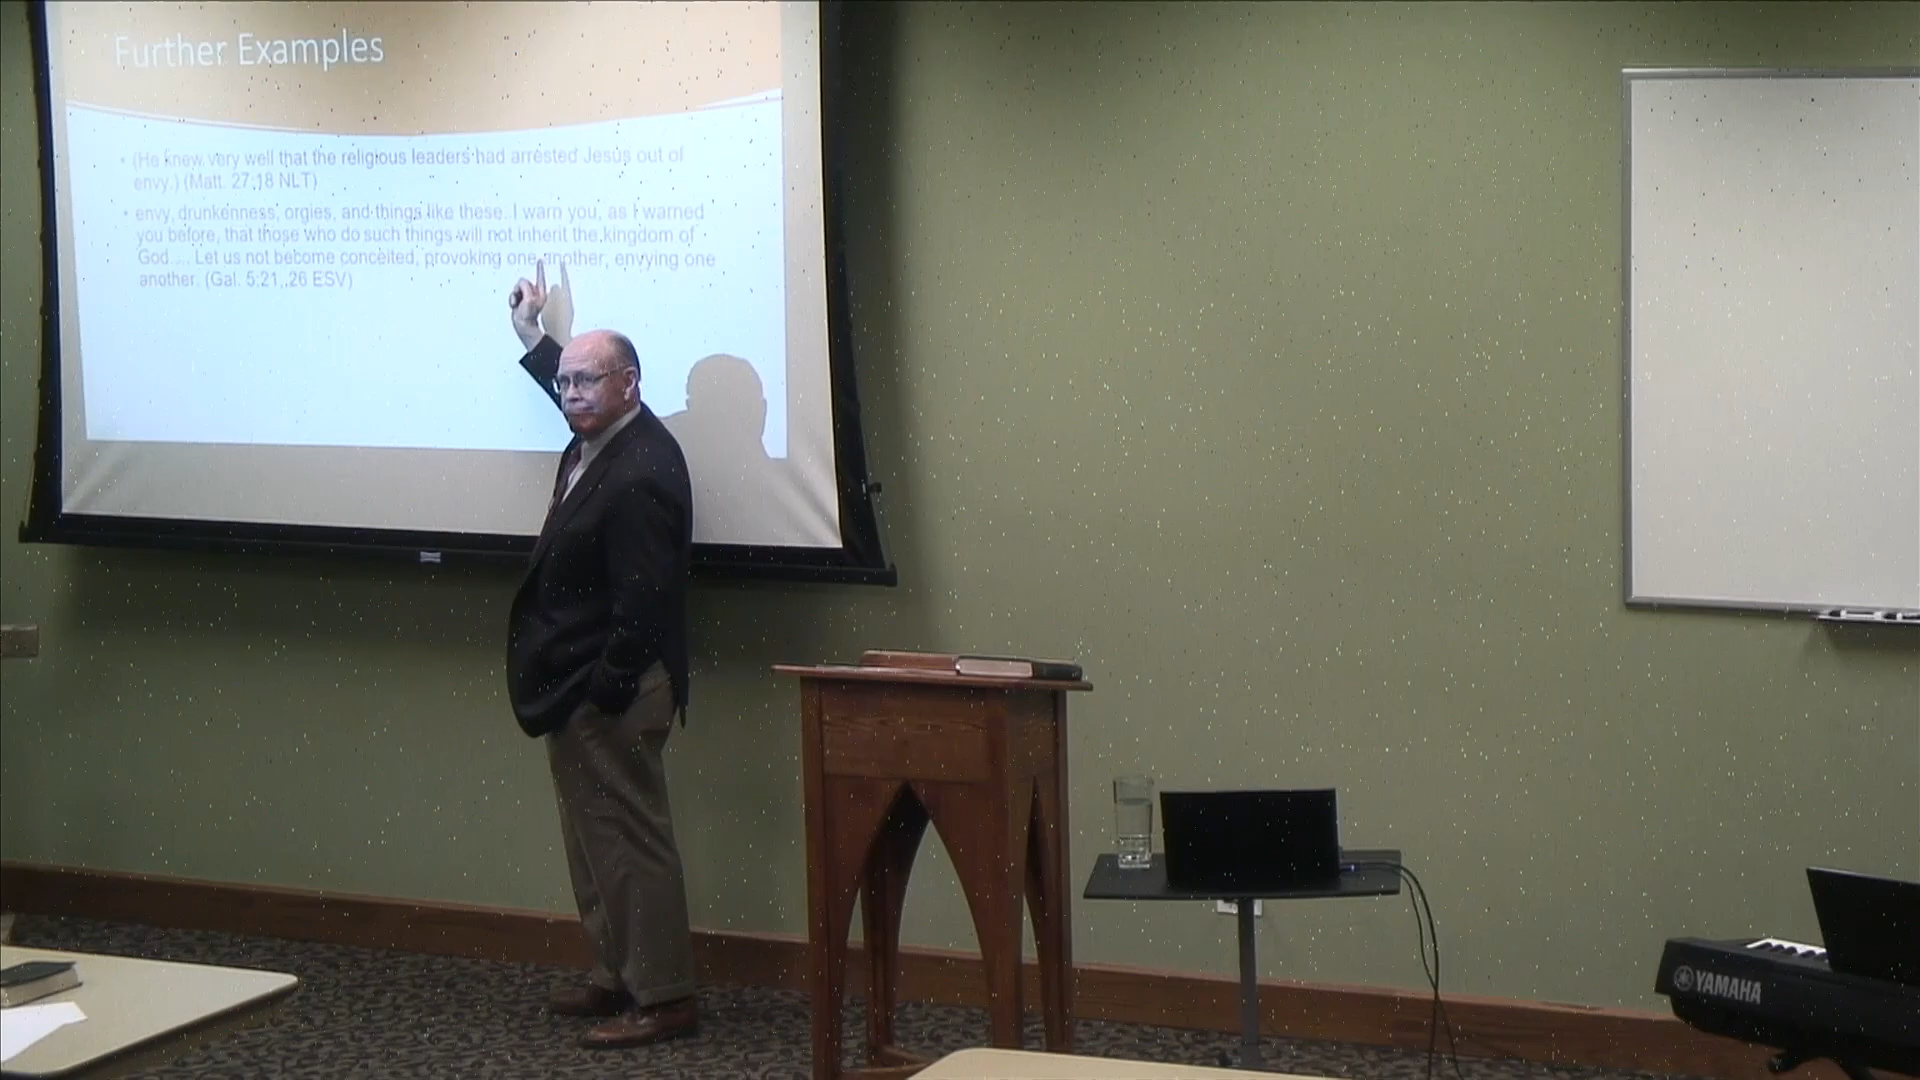 Further Examples
• (He knew very well that the religious leaders had arrested Jesus out of
envy.) (Matt. 27:18 NLT)
• envy, drunkenness, orgies, and things like these. I warn you, as I warned
you before, that those who do such things will not inherit the kingdom of
God.... Let us not become conceited, provoking one another, envying one
another. (Gal. 5:21, 26 ESV)
YAMAHA